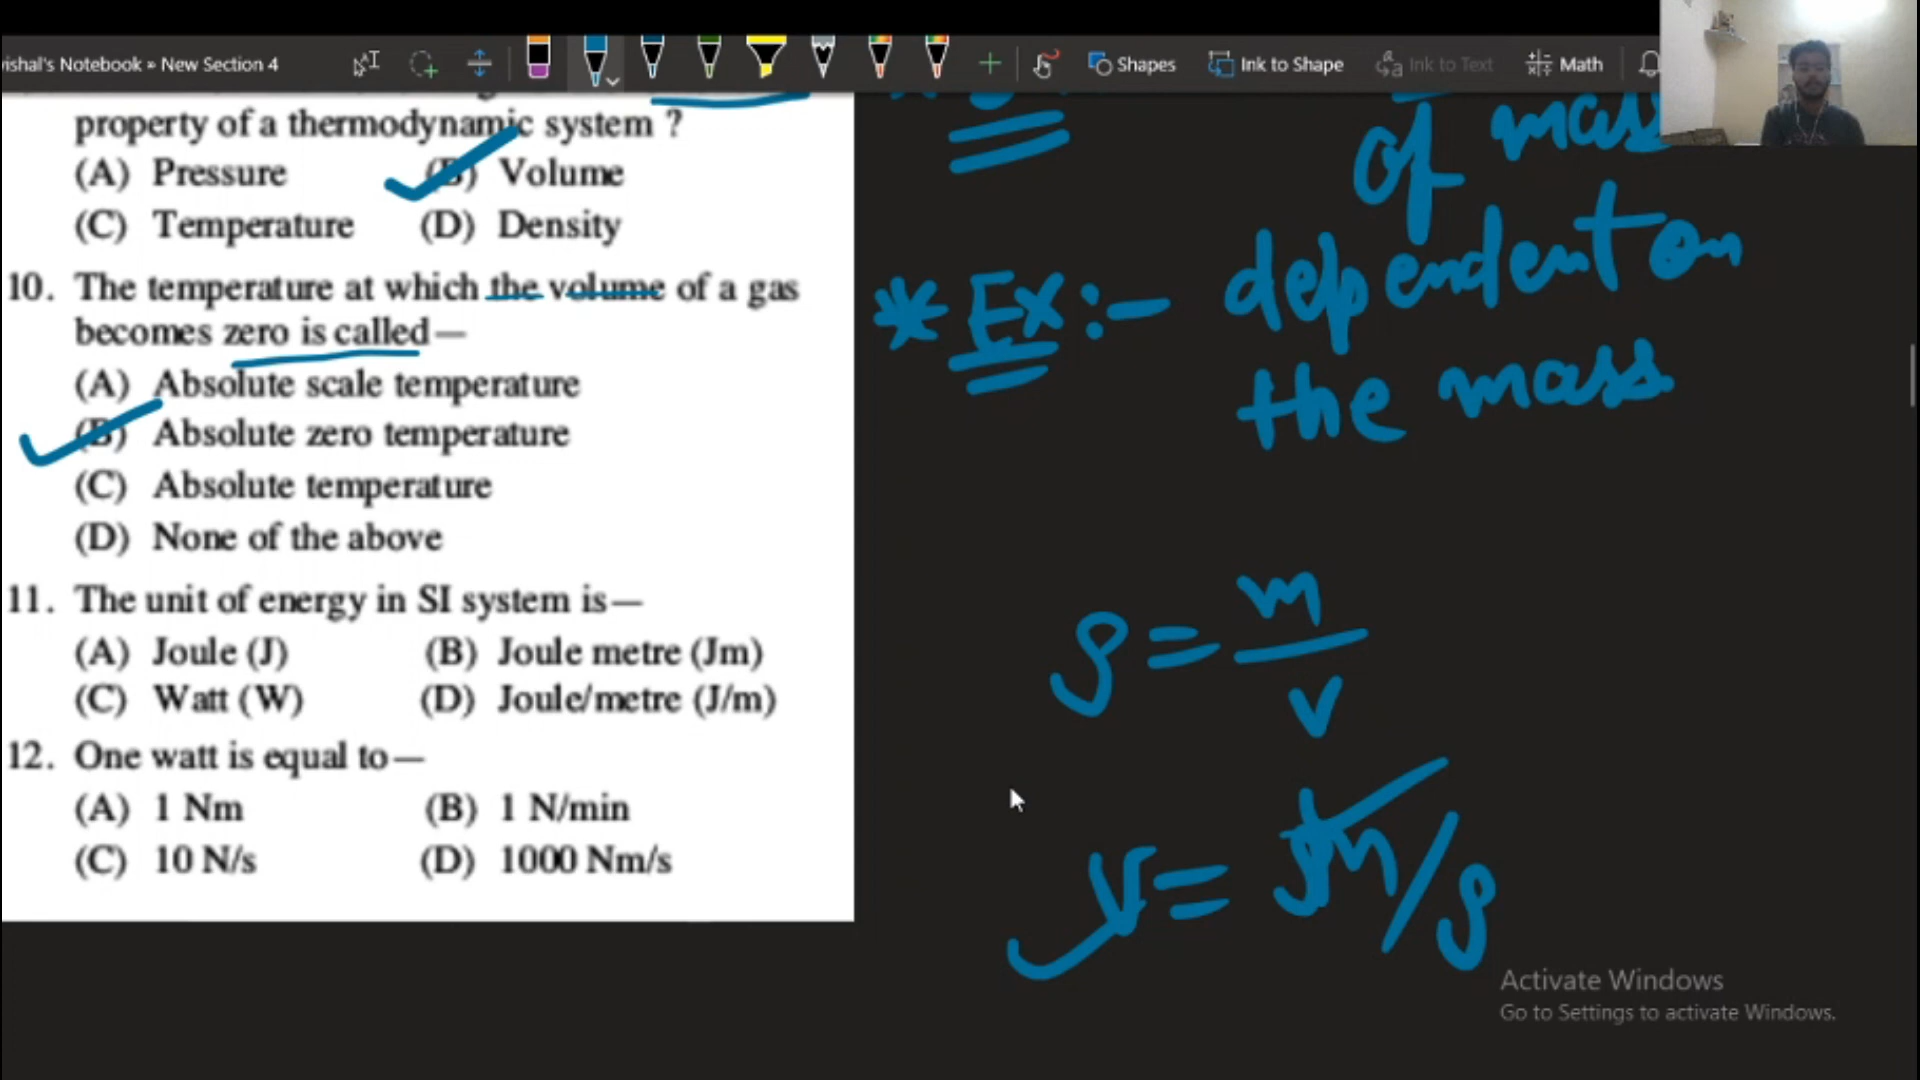 vishal's Notebook » New Section 4
Shapes
Ink to Shape
Ink to Text
Math
property of a thermodynamic system ?
(A) Pressure (B) Volume
(C) Temperature (D) Density
10. The temperature at which the volume of a gas
becomes zero is called—
(A) Absolute scale temperature
(B) Absolute zero temperature
(C) Absolute temperature
(D) None of the above
11. The unit of energy in SI system is—
(A) Joule (J) (B) Joule metre (Jm)
(C) Watt (W) (D) Joule/metre (J/m)
12. One watt is equal to—
(A) 1 Nm (B) 1 N/min
(C) 10 N/s (D) 1000 Nm/s
of mass
* Ex :- dependent on
the mass
ρ = m
v
v = m/ρ
Activate Windows
Go to Settings to activate Windows.